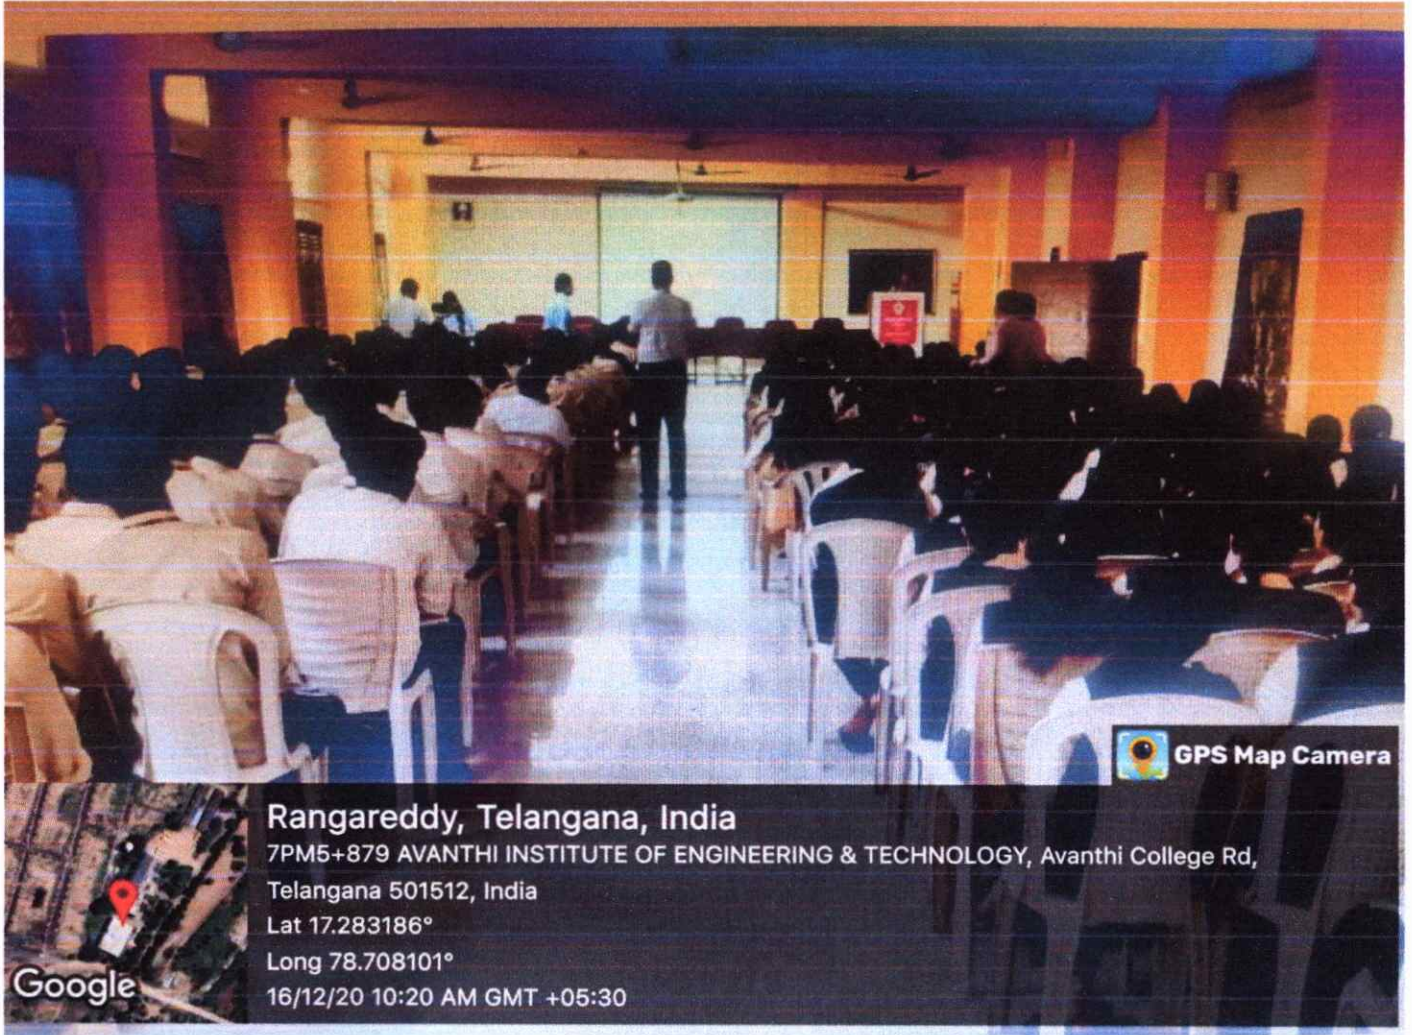 GPS Map Camera
Rangareddy, Telangana, India
7PM5+879 AVANTHI INSTITUTE OF ENGINEERING & TECHNOLOGY, Avanthi College Rd,
Telangana 501512, India
Lat 17.283186°
Long 78.708101°
16/12/20 10:20 AM GMT +05:30
Google